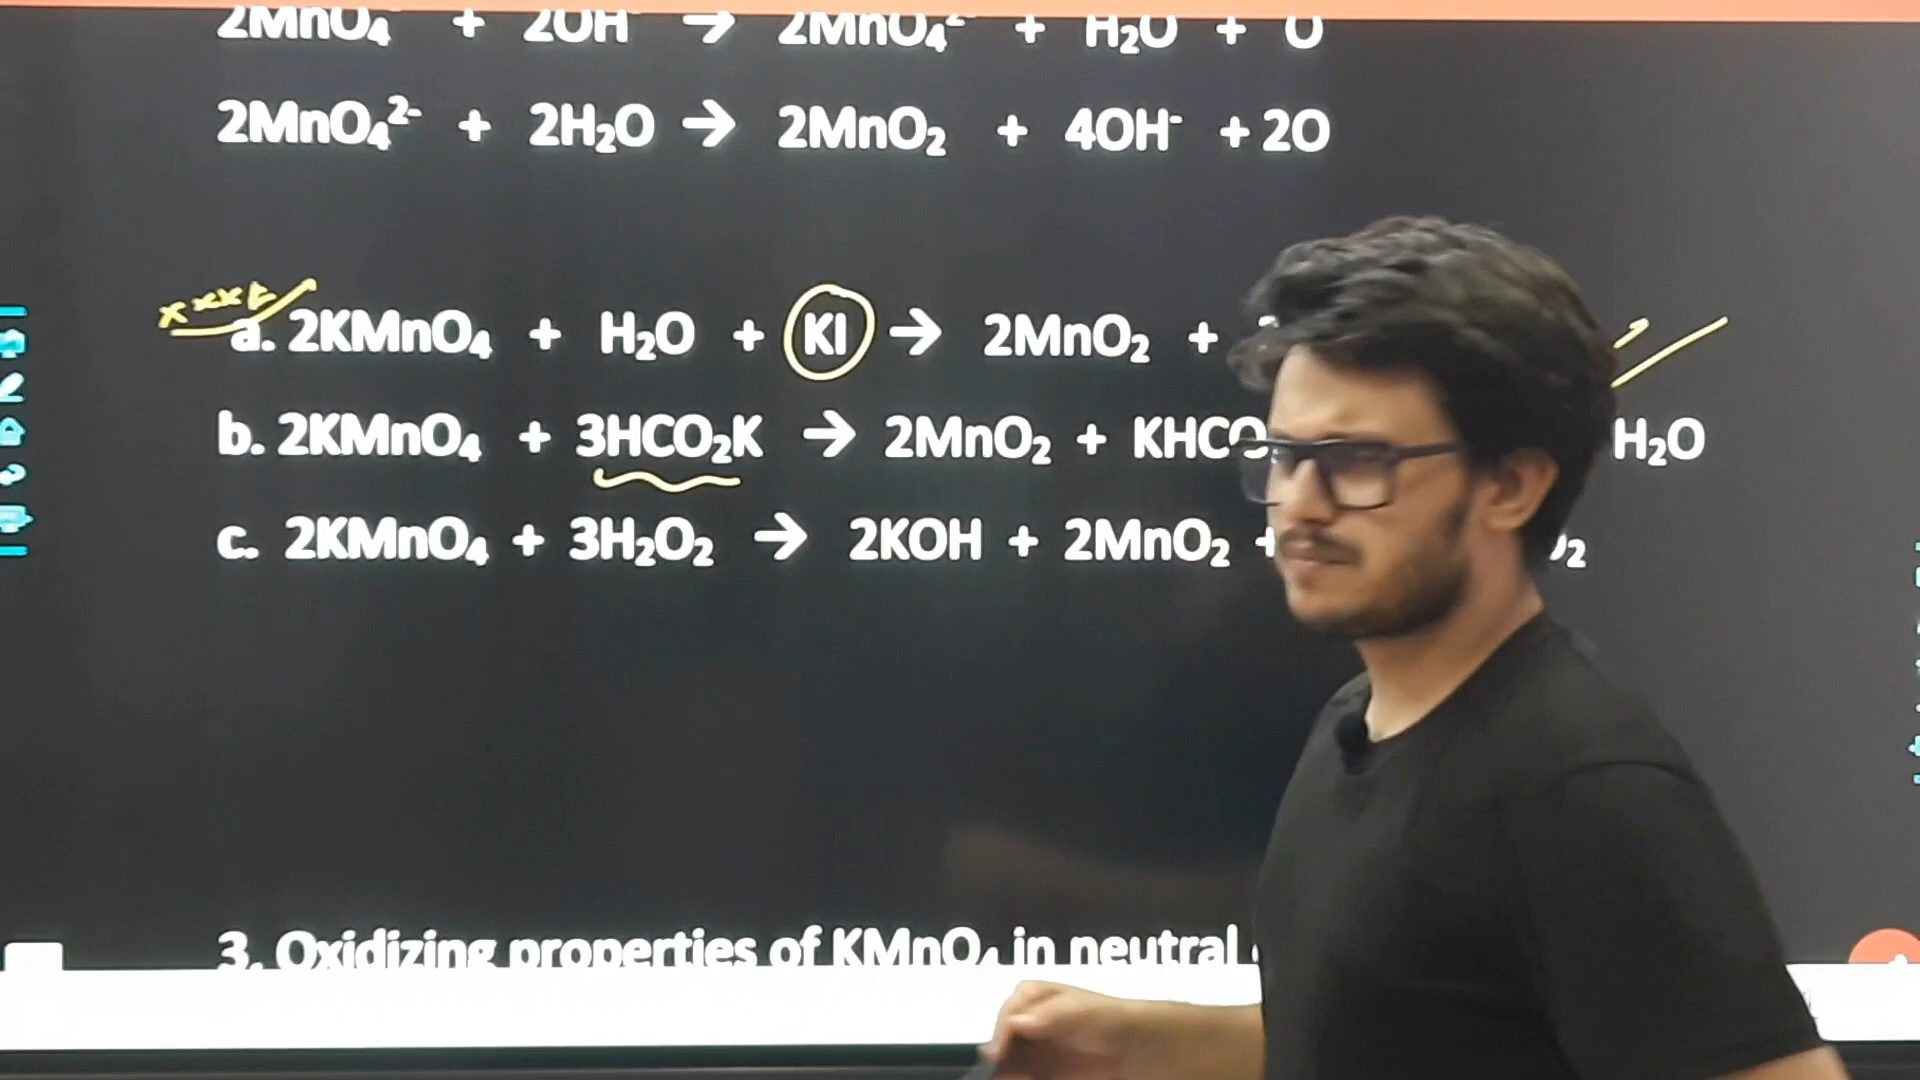 2MnO₄⁻ + 2OH⁻ → 2MnO₄²⁻ + H₂O + O
2MnO₄²⁻ + 2H₂O → 2MnO₂ + 4OH⁻ + 2O
a. 2KMnO₄ + H₂O + KI → 2MnO₂ +
b. 2KMnO₄ + 3HCO₂K → 2MnO₂ + KHCO H₂O
c. 2KMnO₄ + 3H₂O₂ → 2KOH + 2MnO₂ + ₂
3. Oxidizing properties of KMnO₄ in neutral